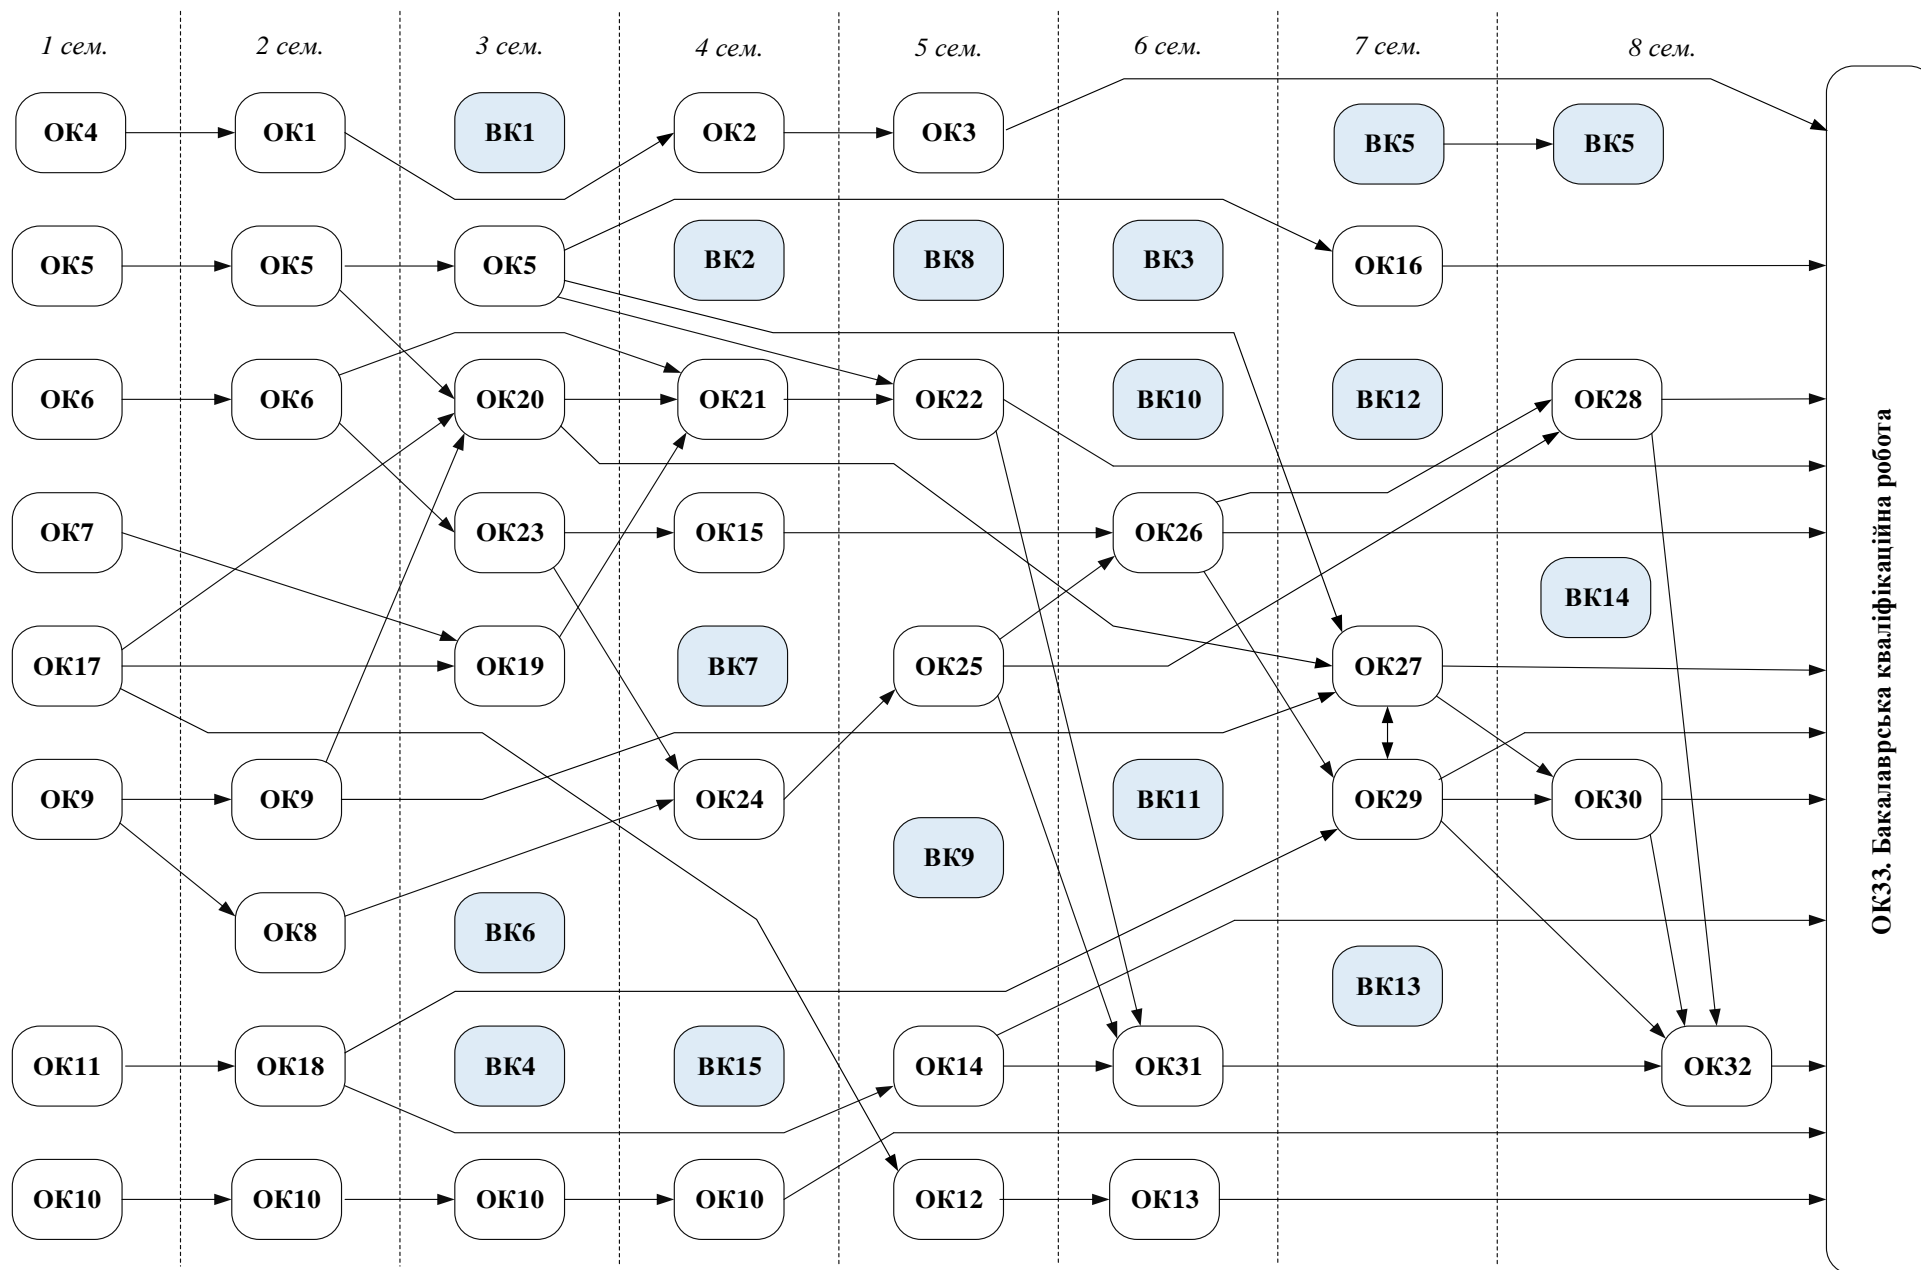 1 сем. 2 сем. 3 сем. 4 сем. 5 сем. 6 сем. 7 сем. 8 сем.
ОК4 ОК1 ВК1 ОК2 ОК3 ВК5 ВК5
ОК5 ОК5 ОК5 ВК2 ВК8 ВК3 ОК16
ОК6 ОК6 ОК20 ОК21 ОК22 ВК10 ВК12 ОК28
ОК7 ОК23 ОК15 ОК26
ВК14
ОК17 ОК19 ВК7 ОК25 ОК27
ОК9 ОК9 ОК24 ВК11 ОК29 ОК30
ВК9
ОК8 ВК6
ВК13
ОК11 ОК18 ВК4 ВК15 ОК14 ОК31 ОК32
ОК10 ОК10 ОК10 ОК10 ОК12 ОК13
ОК33. Бакалаврська кваліфікаційна робота